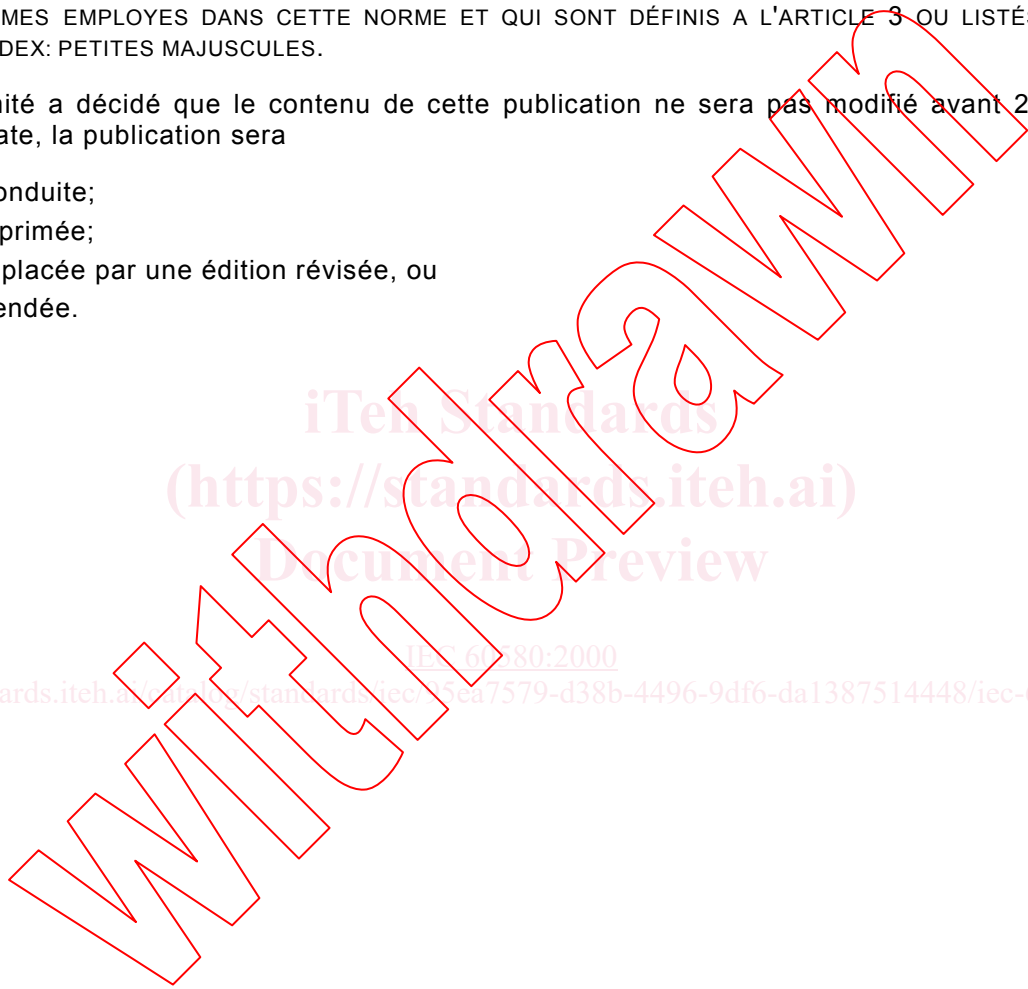 MES EMPLOYES DANS CETTE NORME ET QUI SONT DÉFINIS A L'ARTICLE 3 OU LISTÉS
DEX: PETITES MAJUSCULES.
ité a décidé que le contenu de cette publication ne sera pas modifié avant 2
ate, la publication sera
onduite;
primée;
placée par une édition révisée, ou
endée.
iTeh Standards
(https://standards.iteh.ai)
Document Preview
IEC 60580:2000
ards.iteh.ai/catalog/standards/iec/95ea7579-d38b-4496-9df6-da1387514448/iec-
withdrawn